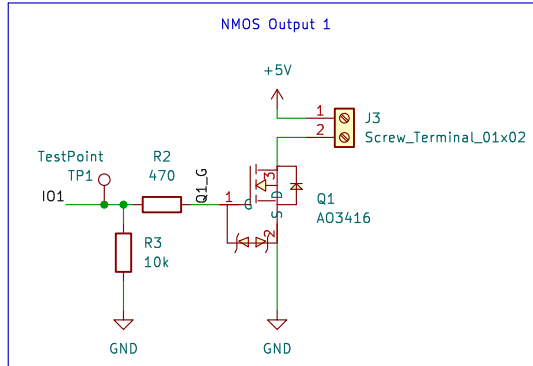 NMOS Output 1
+5V
1
2
J3
Screw_Terminal_01x02
TestPoint
TP1
IO1
R2
470
Q1_G
1
G
3
D
S
2
Q1
AO3416
R3
10k
GND
GND